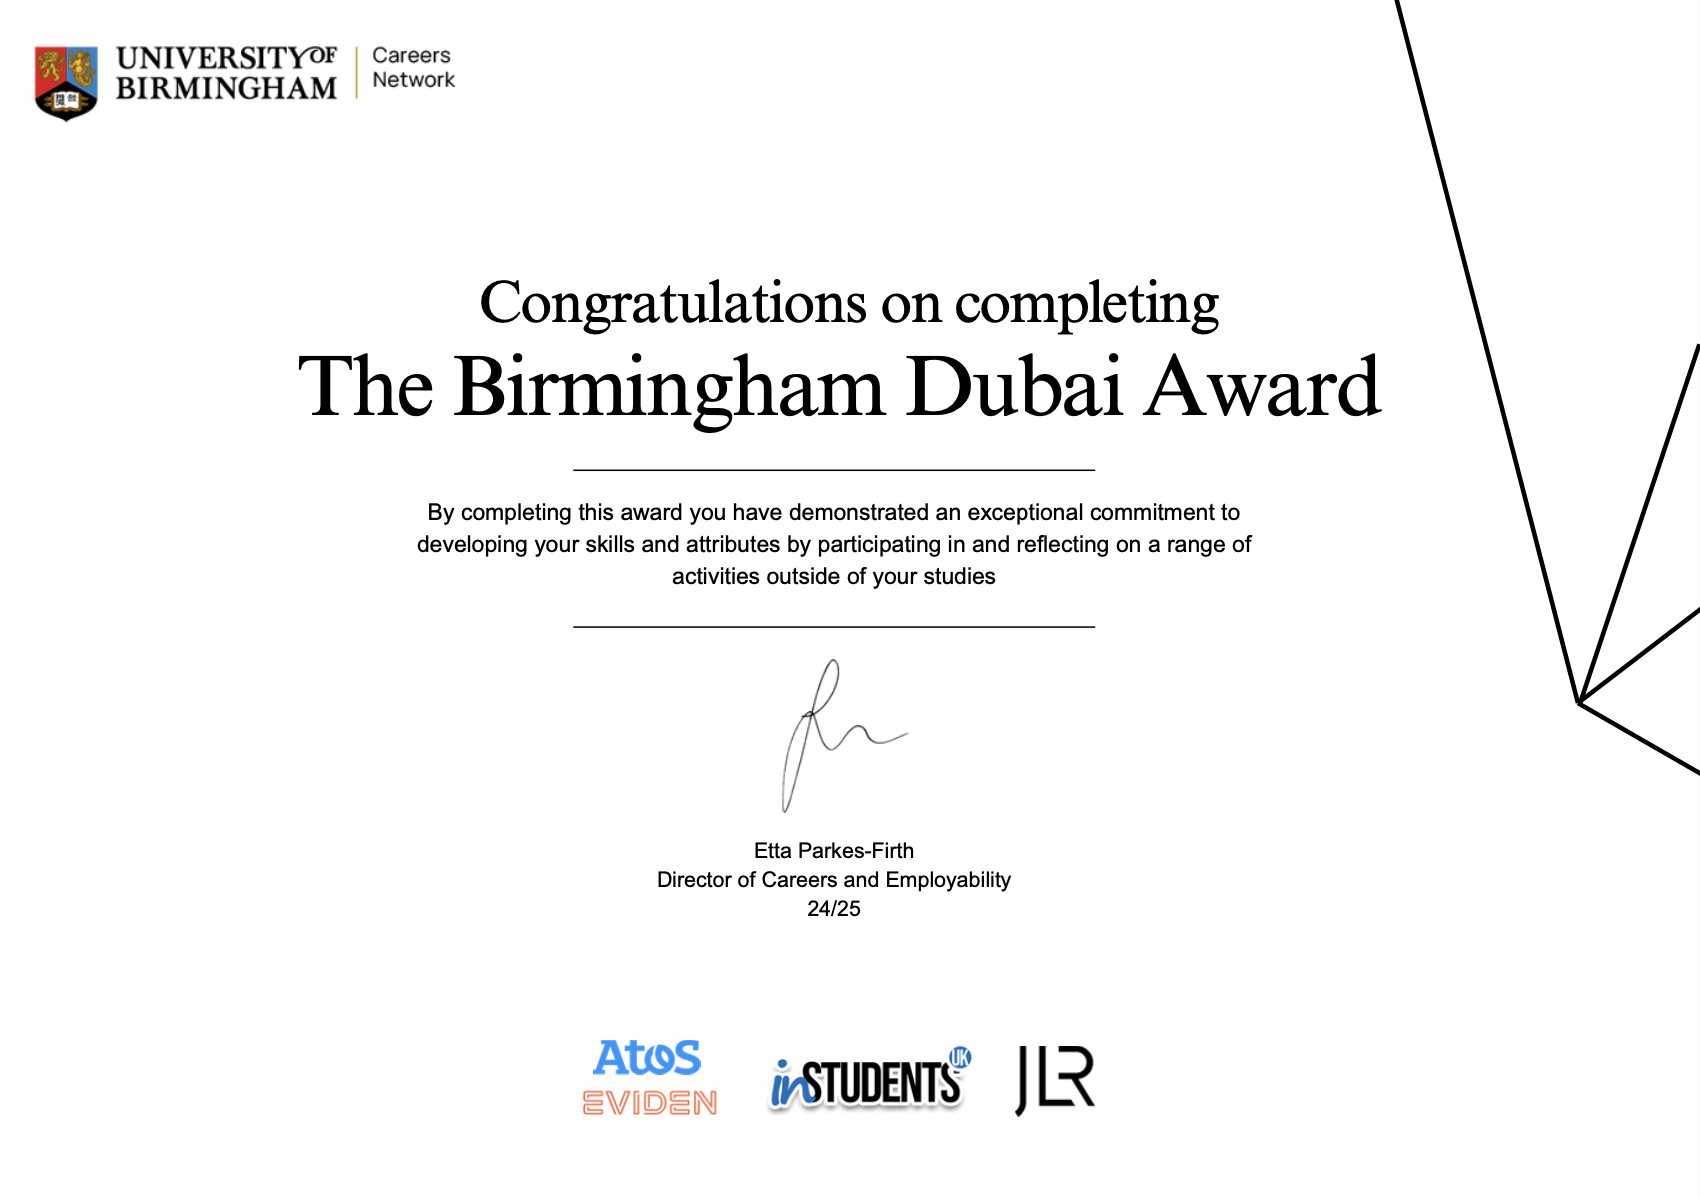 UNIVERSITY OF
BIRMINGHAM
Careers
Network
Congratulations on completing
The Birmingham Dubai Award
By completing this award you have demonstrated an exceptional commitment to
developing your skills and attributes by participating in and reflecting on a range of
activities outside of your studies
Etta Parkes-Firth
Director of Careers and Employability
24/25
Atos
EVIDEN
inSTUDENTS UK
JLR